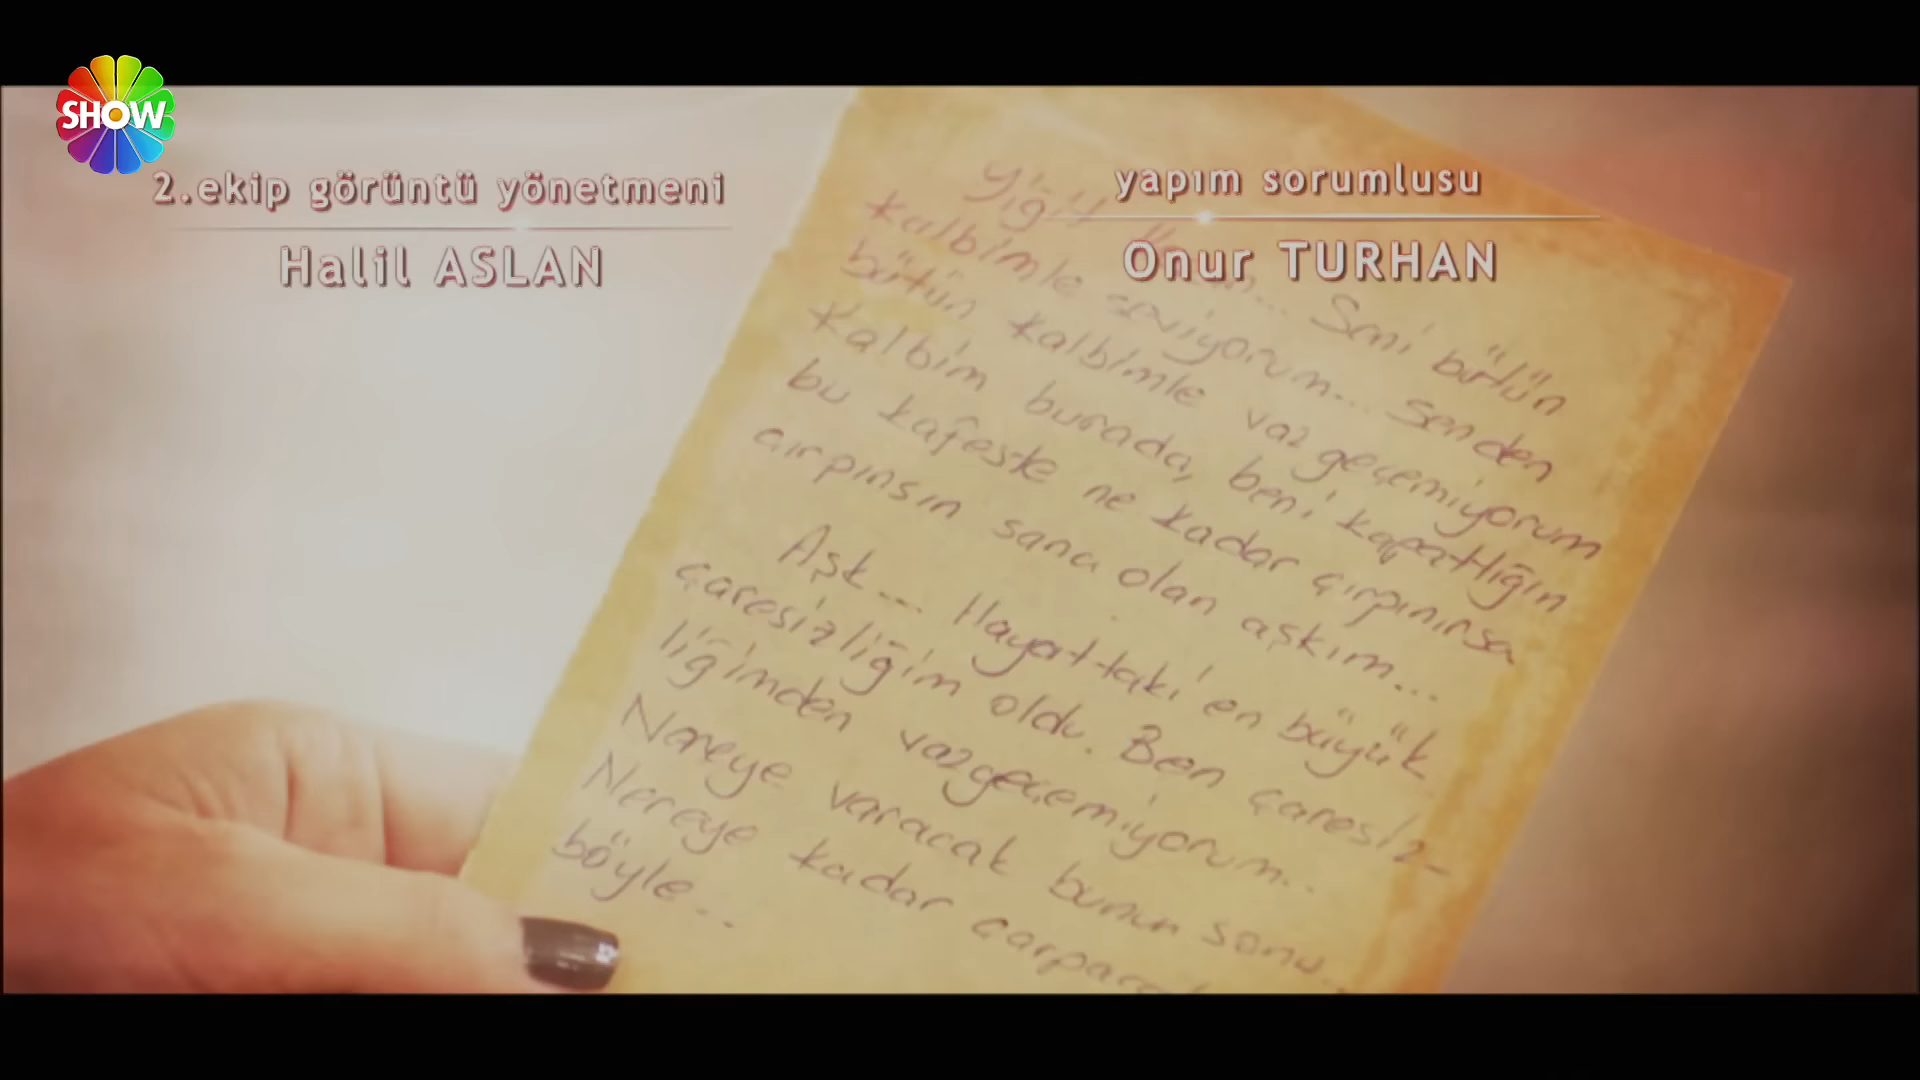 SHOW
2.ekip görüntü yönetmeni
Halil ASLAN
yapım sorumlusu
Onur TURHAN
Seni bütün
kalbimle seviyorum... Senden
bütün kalbimle vazgeçemiyorum
Kalbim burada, beni kapattığın
bu kafeste ne kadar çırpınırsa
çırpınsın sana olan aşkım...
Aşk... Hayattaki en büyük
çaresizliğim oldu. Ben çaresiz-
liğimden vazgeçemiyorum..
Nereye varacak bunun sonu...
Nereye kadar
böyle...